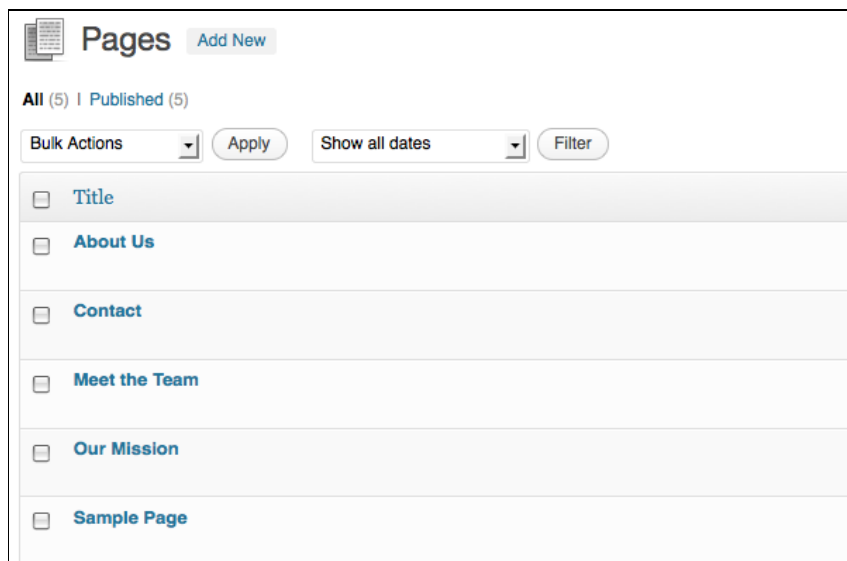 Pages Add New
All (5) | Published (5)
Bulk Actions Apply Show all dates Filter
Title
About Us
Contact
Meet the Team
Our Mission
Sample Page